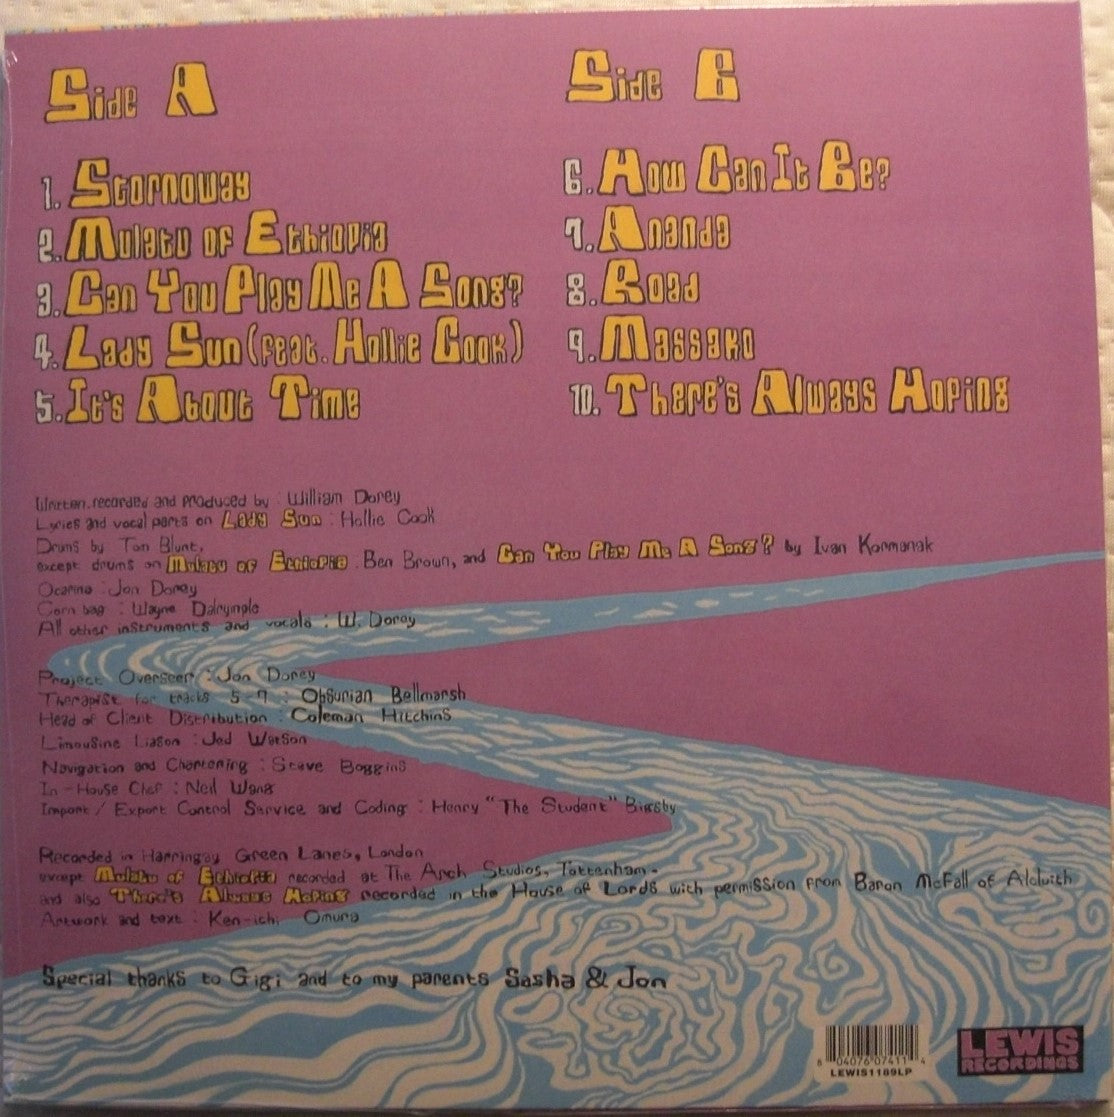 Side A
1. Stornoway
2. Mulatu of Ethiopia
3. Can You Play Me A Song?
4. Lady Sun (feat. Hollie Cook)
5. It's About Time
Side B
6. How Can It Be?
7. Ananda
8. Road
9. Massako
10. There's Always Hoping
Written, recorded and produced by : William Dorey
Lyrics and vocal parts on Lady Sun : Hollie Cook
Drums by Tom Blunt,
except drums on Mulatu of Ethiopia . Ben Brown, and Can You Play Me A Song? by Ivan Kormanak
Ocarina : Jon Dorey
Corn bag : Wayne Dalrymple
All other instruments and vocals : W. Dorey
Project Overseer : Jon Dorey
Therapist for tracks 5-7 : Obsurian Bellmarsh
Head of Client Distribution : Coleman Hitchins
Limousine Liason : Jed Watson
Navigation and Chartering : Steve Boggins
In-House Chef : Neil Wang
Import / Export Control Service and Coding : Henry "The Student" Bigsby
Recorded in Harringay Green Lanes, London
except Mulatu of Ethiopia recorded at The Arch Studios, Tottenham.
and also There's Always Hoping recorded in the House of Lords with permission from Baron McFall of Alcluith
Artwork and text : Ken-ichi Omura
Special thanks to Gigi and to my parents Sasha & Jon
04076 07411 4
LEWIS1189LP
LEWIS
RECORDINGS